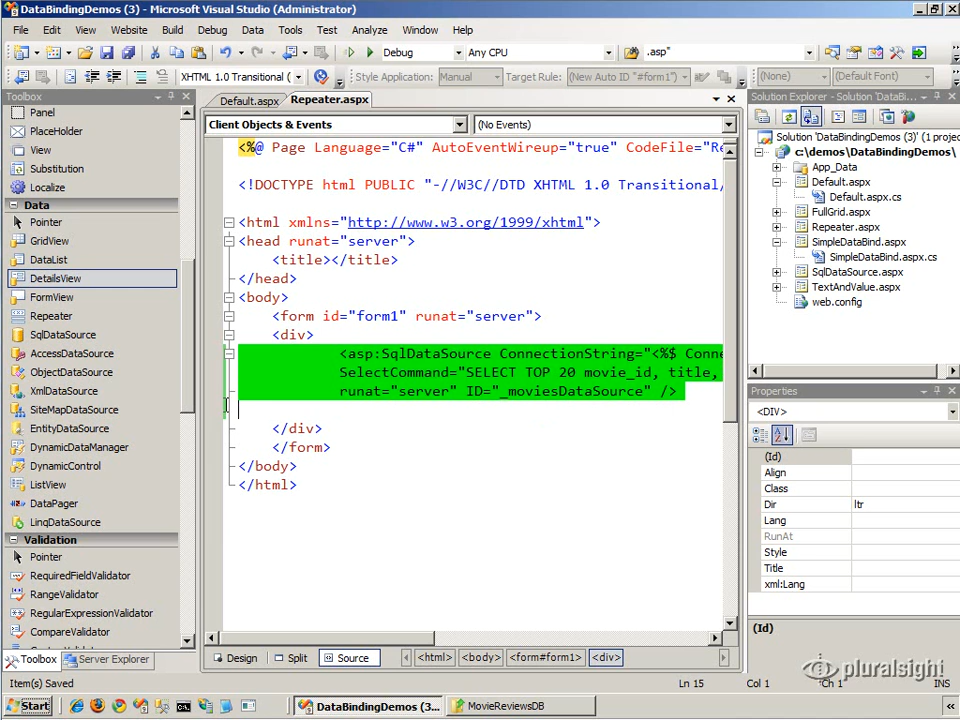 DataBindingDemos (3) - Microsoft Visual Studio (Administrator)
File Edit View Website Build Debug Data Tools Test Analyze Window Help
Debug Any CPU .asp"
XHTML 1.0 Transitional ( Style Application: Manual Target Rule: (New Auto ID "#form1") (None) (Default Font)
Toolbox
Panel
PlaceHolder
View
Substitution
Localize
Data
Pointer
GridView
DataList
DetailsView
FormView
Repeater
SqlDataSource
AccessDataSource
ObjectDataSource
XmlDataSource
SiteMapDataSource
EntityDataSource
DynamicDataManager
DynamicControl
ListView
DataPager
LinqDataSource
Validation
Pointer
RequiredFieldValidator
RangeValidator
RegularExpressionValidator
CompareValidator
Toolbox Server Explorer
Default.aspx Repeater.aspx
Client Objects & Events (No Events)
<%@ Page Language="C#" AutoEventWireup="true" CodeFile="Re
<!DOCTYPE html PUBLIC "-//W3C//DTD XHTML 1.0 Transitional/
<html xmlns="http://www.w3.org/1999/xhtml">
<head runat="server">
<title></title>
</head>
<body>
<form id="form1" runat="server">
<div>
<asp:SqlDataSource ConnectionString="<%$ Conne
SelectCommand="SELECT TOP 20 movie_id, title,
runat="server" ID="_moviesDataSource" />
</div>
</form>
</body>
</html>
Design Split Source <html> <body> <form#form1> <div>
Solution Explorer - Solution 'DataBi...
Solution 'DataBindingDemos (3)' (1 projec
c:\demos\DataBindingDemos\
App_Data
Default.aspx
Default.aspx.cs
FullGrid.aspx
Repeater.aspx
SimpleDataBind.aspx
SimpleDataBind.aspx.cs
SqlDataSource.aspx
TextAndValue.aspx
web.config
Properties
<DIV>
(Id)
Align
Class
Dir ltr
Lang
RunAt
Style
Title
xml:Lang
(Id)
pluralsight
Item(s) Saved Ln 15 Col 1 Ch 1 INS
Start DataBindingDemos (3... MovieReviewsDB